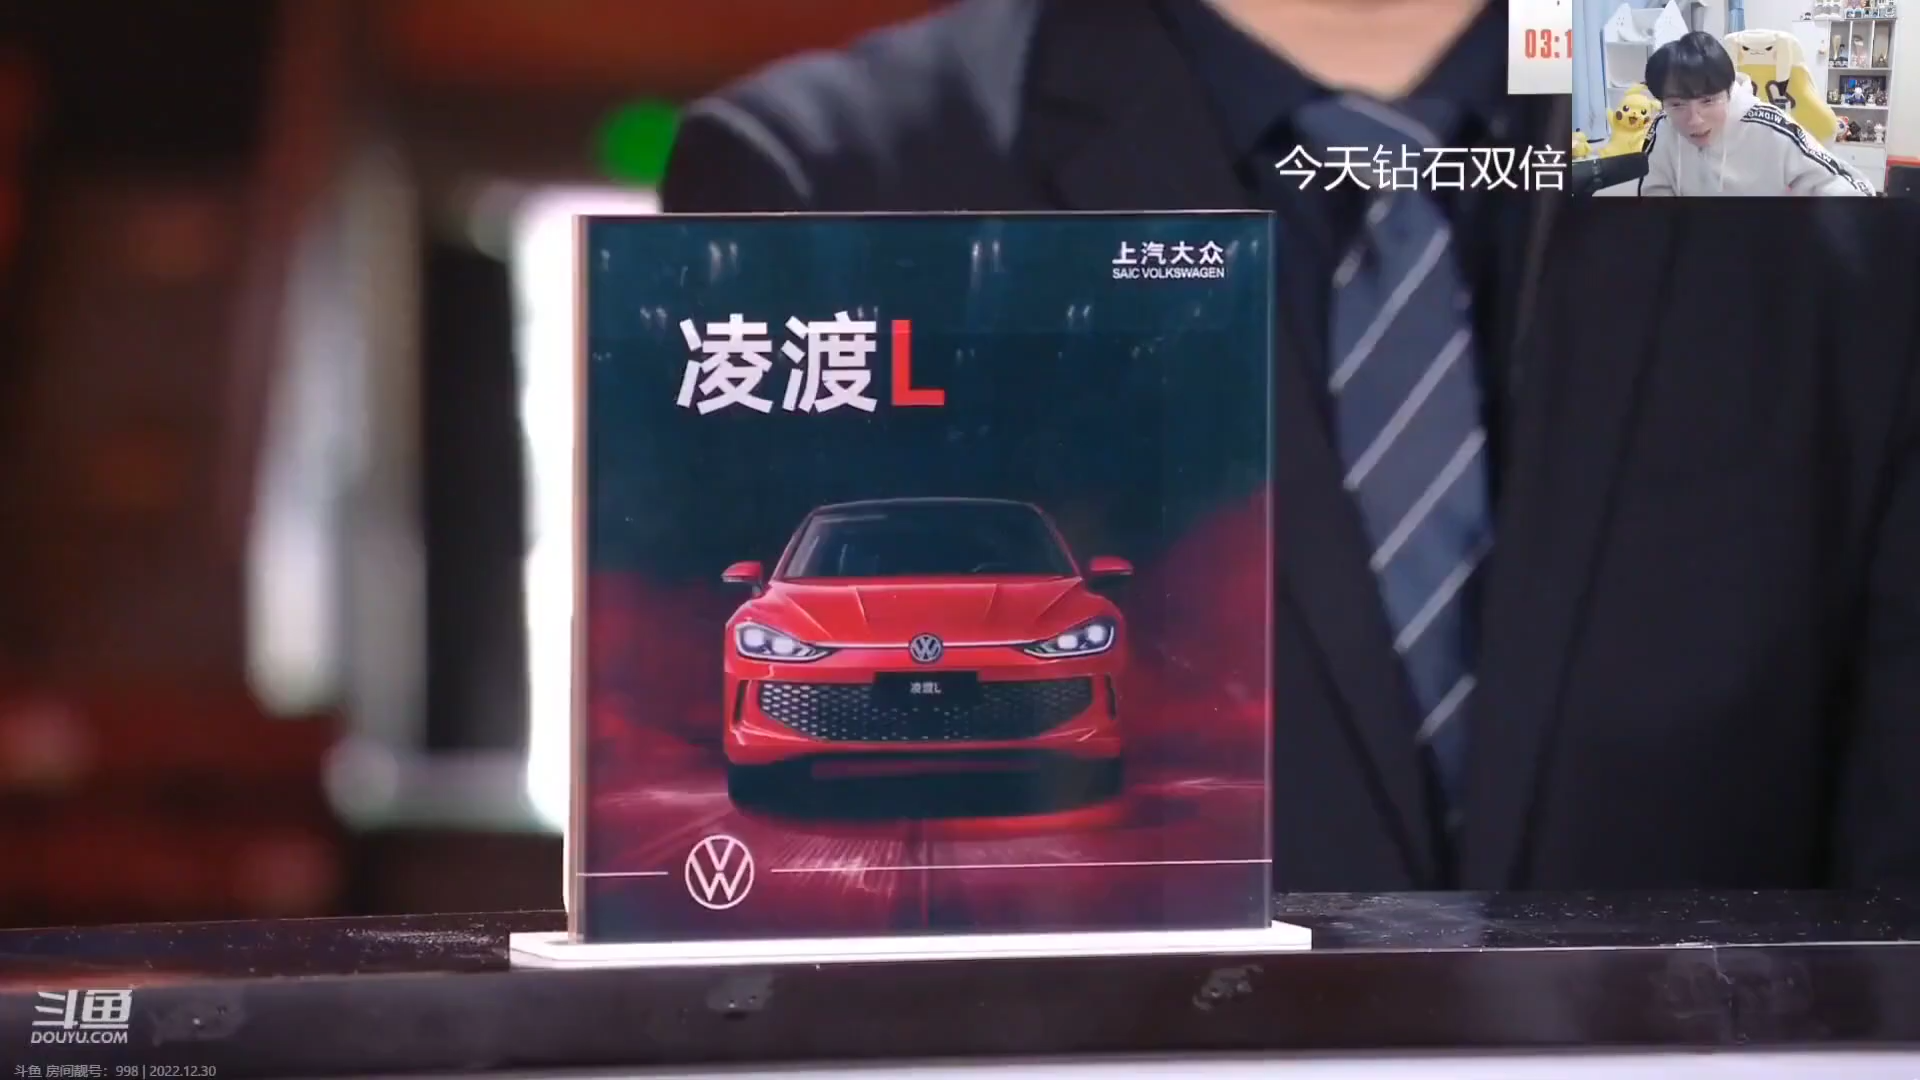 03:1
今天钻石双倍
上汽大众
SAIC VOLKSWAGEN
凌渡L
凌渡L
斗鱼
DOUYU.COM
斗鱼 房间靓号：998 | 2022.12.30